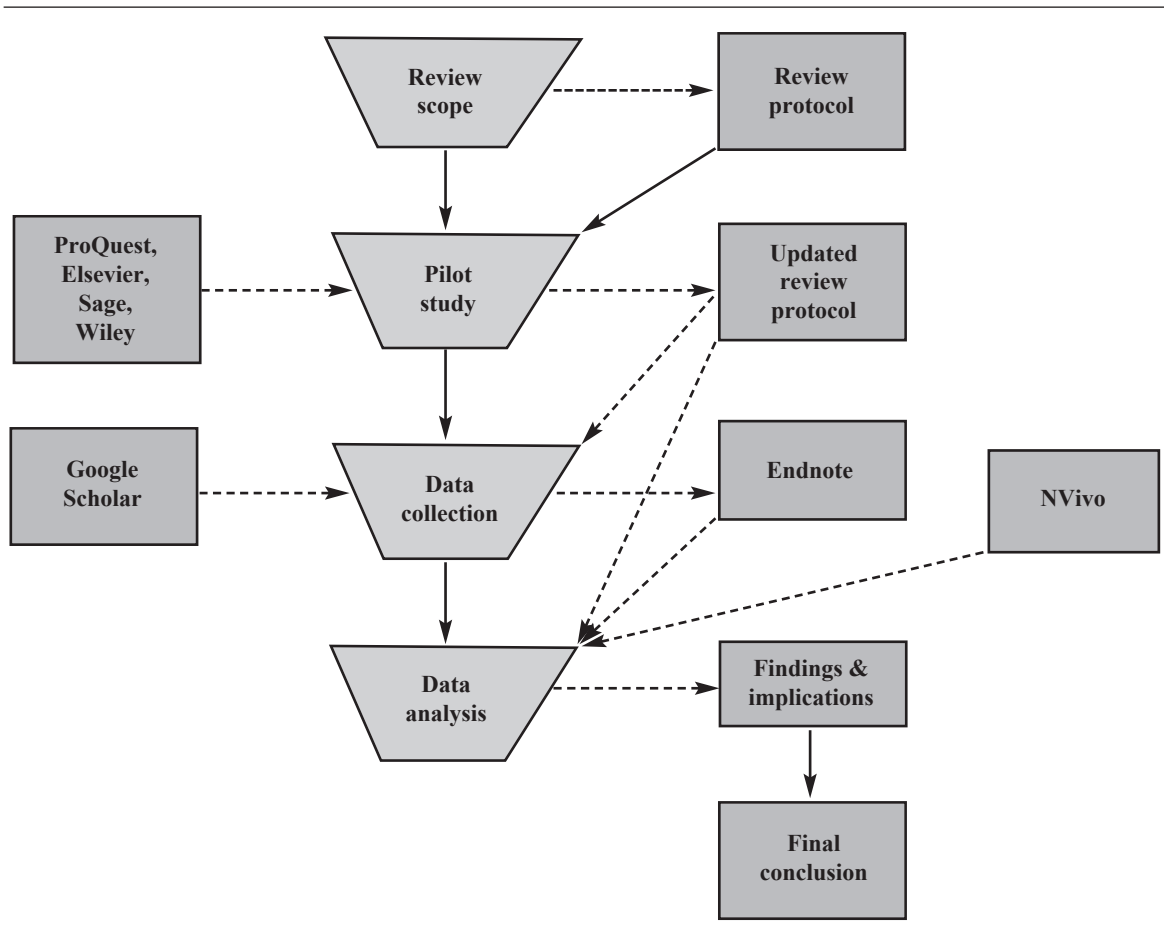 Review
scope
Review
protocol
ProQuest,
Elsevier,
Sage,
Wiley
Pilot
study
Updated
review
protocol
Google
Scholar
Data
collection
Endnote
NVivo
Data
analysis
Findings &
implications
Final
conclusion